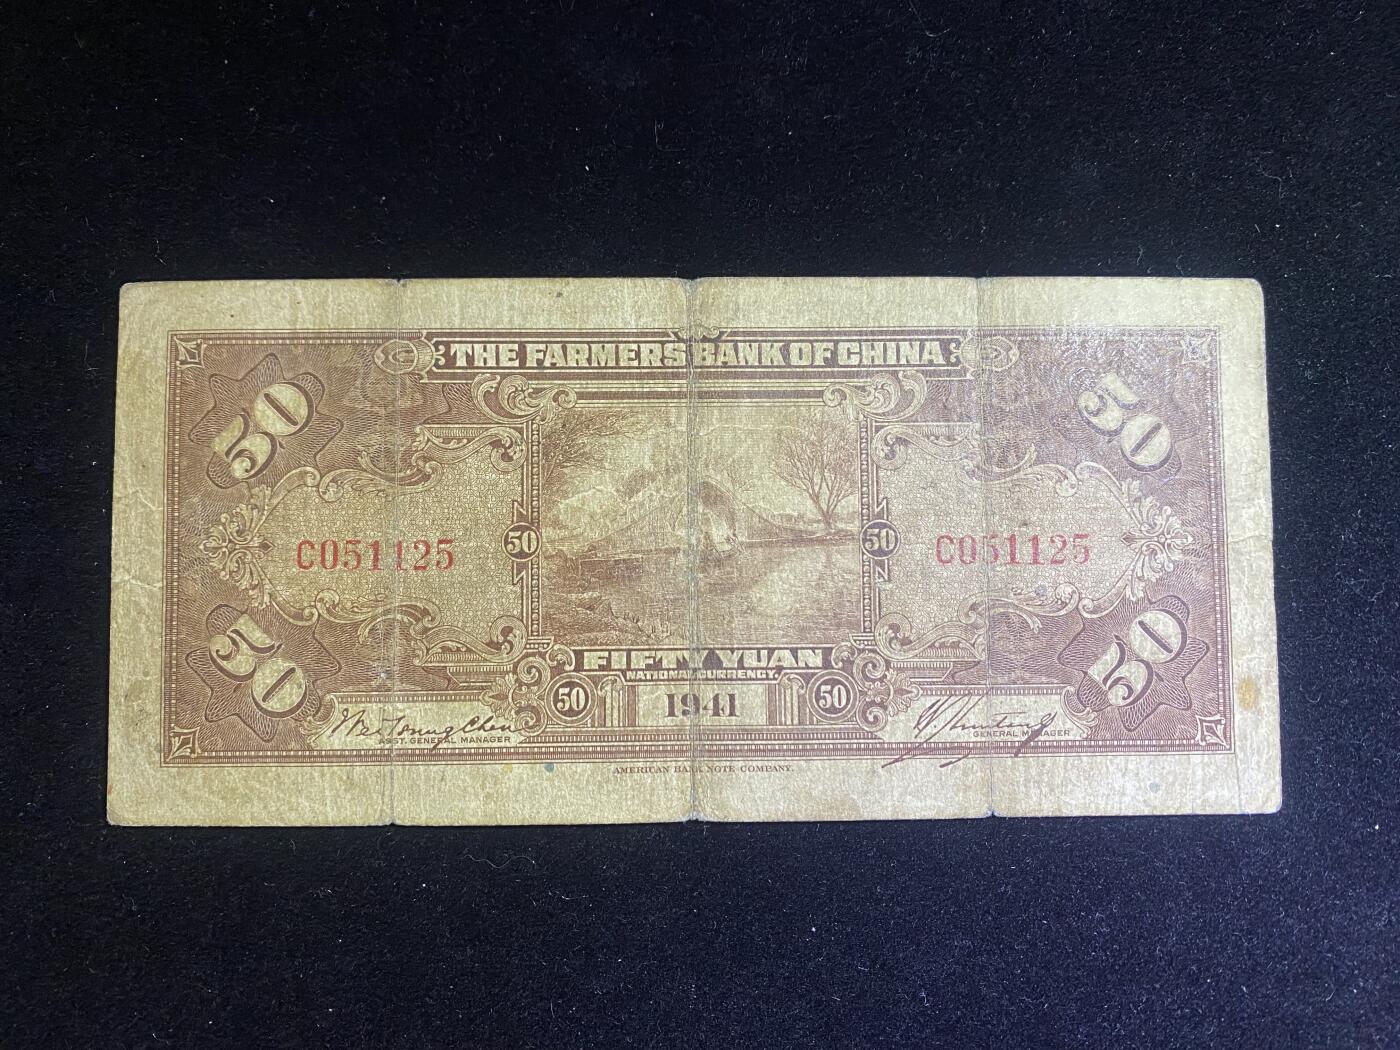 THE FARMERS BANK OF CHINA
50 50
C051125 50 50 C051125
50 50
FIFTY YUAN
NATIONAL CURRENCY.
50 1941 50
ASST. GENERAL MANAGER GENERAL MANAGER
AMERICAN BANK NOTE COMPANY.